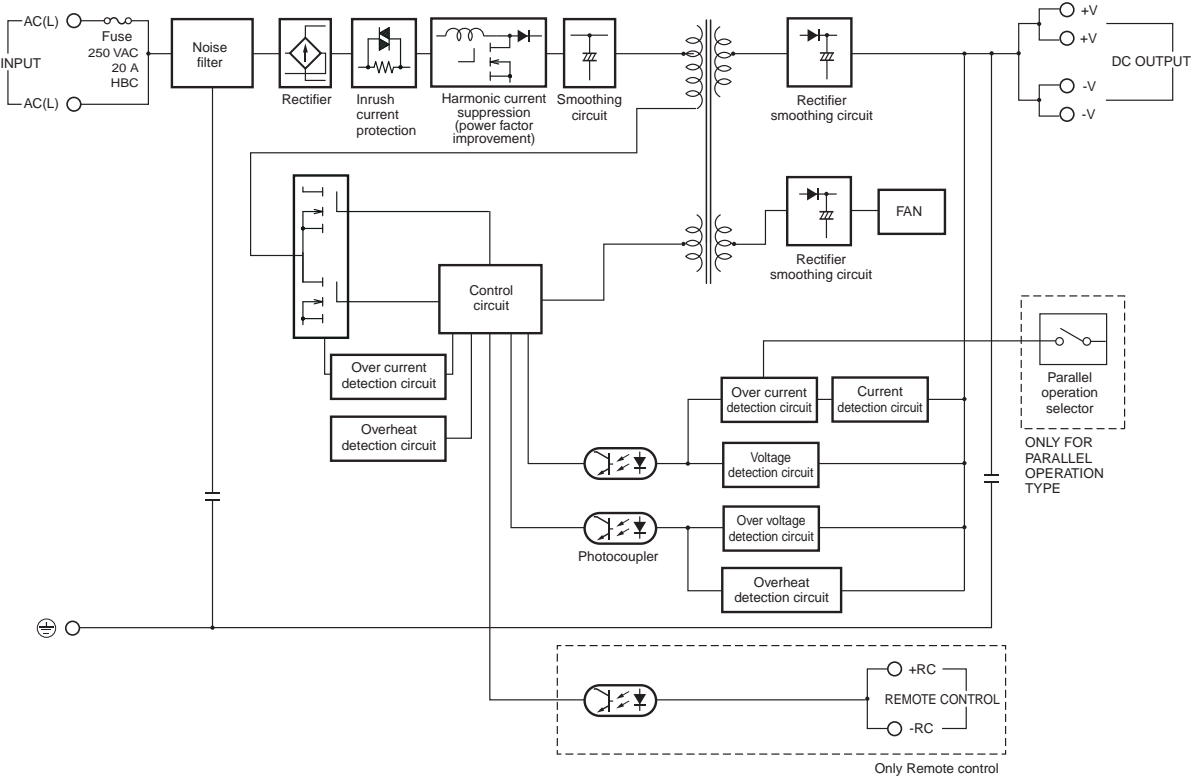 AC(L)
Fuse
250 VAC
20 A
HBC
INPUT
AC(L)
Noise
filter
Rectifier
Inrush
current
protection
Harmonic current
suppression
(power factor
improvement)
Smoothing
circuit
Rectifier
smoothing circuit
+V
+V
DC OUTPUT
-V
-V
Rectifier
smoothing circuit
FAN
Control
circuit
Over current
detection circuit
Overheat
detection circuit
Over current
detection circuit
Current
detection circuit
Parallel
operation
selector
ONLY FOR
PARALLEL
OPERATION
TYPE
Voltage
detection circuit
Over voltage
detection circuit
Photocoupler
Overheat
detection circuit
+RC
REMOTE CONTROL
-RC
Only Remote control